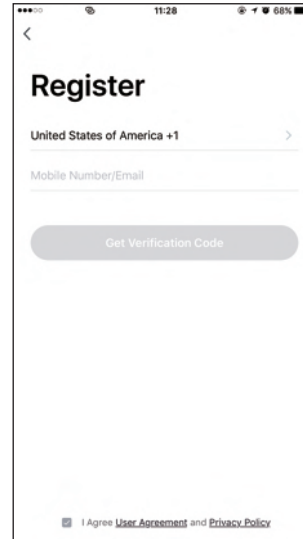 11:28 68%
Register
United States of America +1
Mobile Number/Email
Get Verification Code
I Agree User Agreement and Privacy Policy